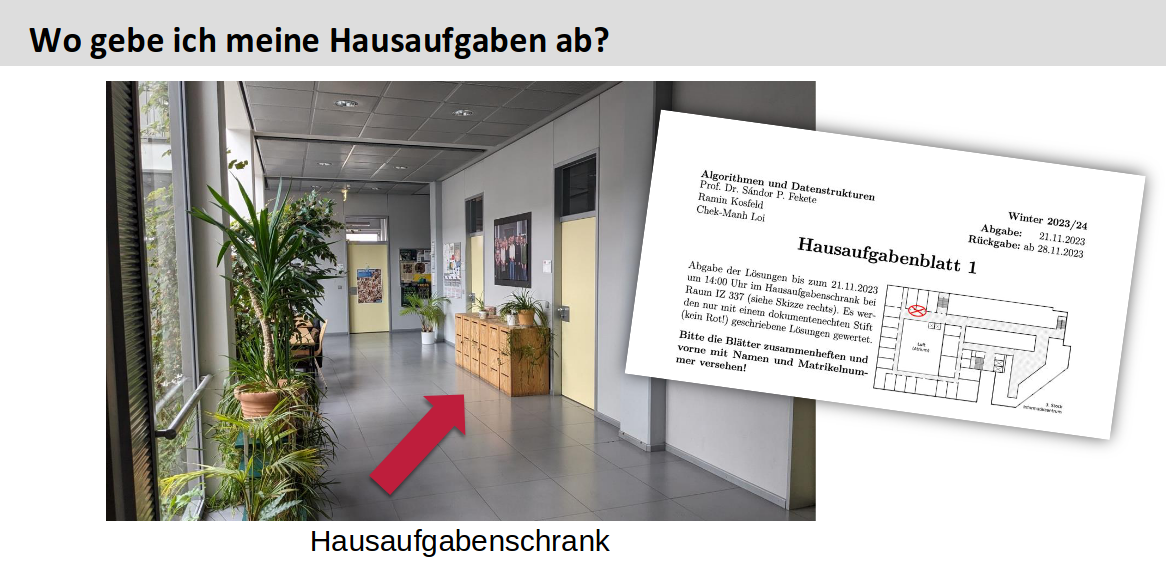 Wo gebe ich meine Hausaufgaben ab?
Algorithmen und Datenstrukturen
Prof. Dr. Sándor P. Fekete
Ramin Kosfeld
Chek-Manh Loi
Winter 2023/24
Abgabe: 21.11.2023
Rückgabe: ab 28.11.2023
Hausaufgabenblatt 1
Abgabe der Lösungen bis zum 21.11.2023
um 14:00 Uhr im Hausaufgabenschrank bei
Raum IZ 337 (siehe Skizze rechts). Es wer-
den nur mit einem dokumentenechten Stift
(kein Rot!) geschriebene Lösungen gewertet.
Bitte die Blätter zusammenheften und
vorne mit Namen und Matrikelnum-
mer versehen!
Luft
3. Stock
Hausaufgabenschrank